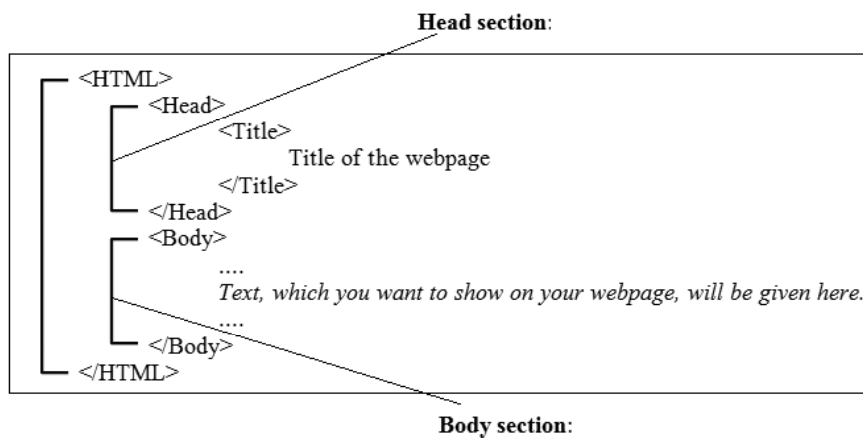 Head section:
<HTML>
<Head>
<Title>
Title of the webpage
</Title>
</Head>
<Body>
....
Text, which you want to show on your webpage, will be given here.
....
</Body>
</HTML>
Body section: